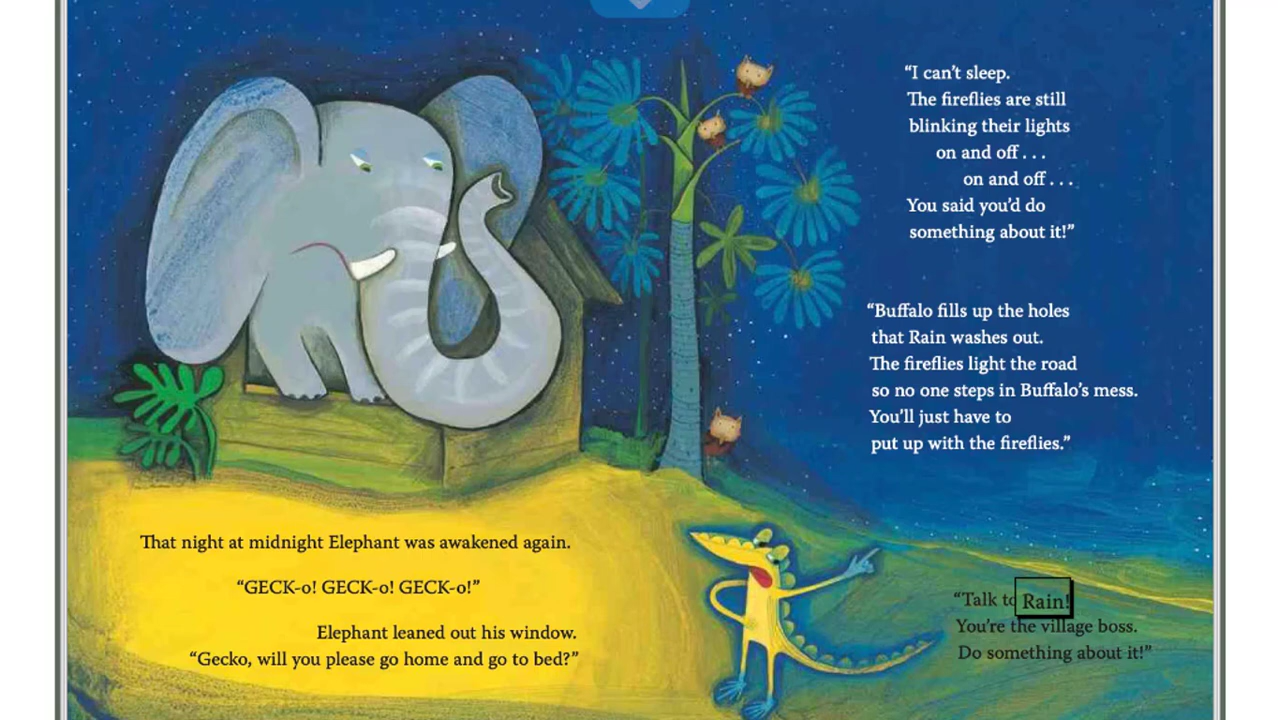 That night at midnight Elephant was awakened again.
“GECK-o! GECK-o! GECK-o!”
Elephant leaned out his window.
“Gecko, will you please go home and go to bed?”
“I can’t sleep.
The fireflies are still
blinking their lights
on and off . . .
on and off . . .
You said you’d do
something about it!”
“Buffalo fills up the holes
that Rain washes out.
The fireflies light the road
so no one steps in Buffalo’s mess.
You’ll just have to
put up with the fireflies.”
“Talk to Rain!
You’re the village boss.
Do something about it!”